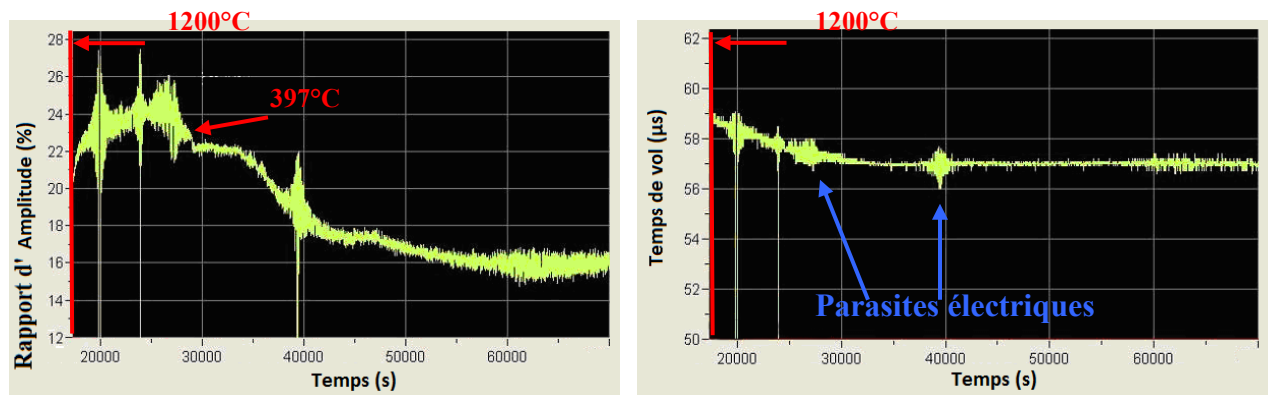 1200°C
28
26
24
22
20
18
16
14
12
397°C
Rapport d' Amplitude (%)
20000 30000 40000 50000 60000
Temps (s)
1200°C
62
60
58
56
54
52
50
Temps de vol (µs)
Parasites électriques
20000 30000 40000 50000 60000
Temps (s)